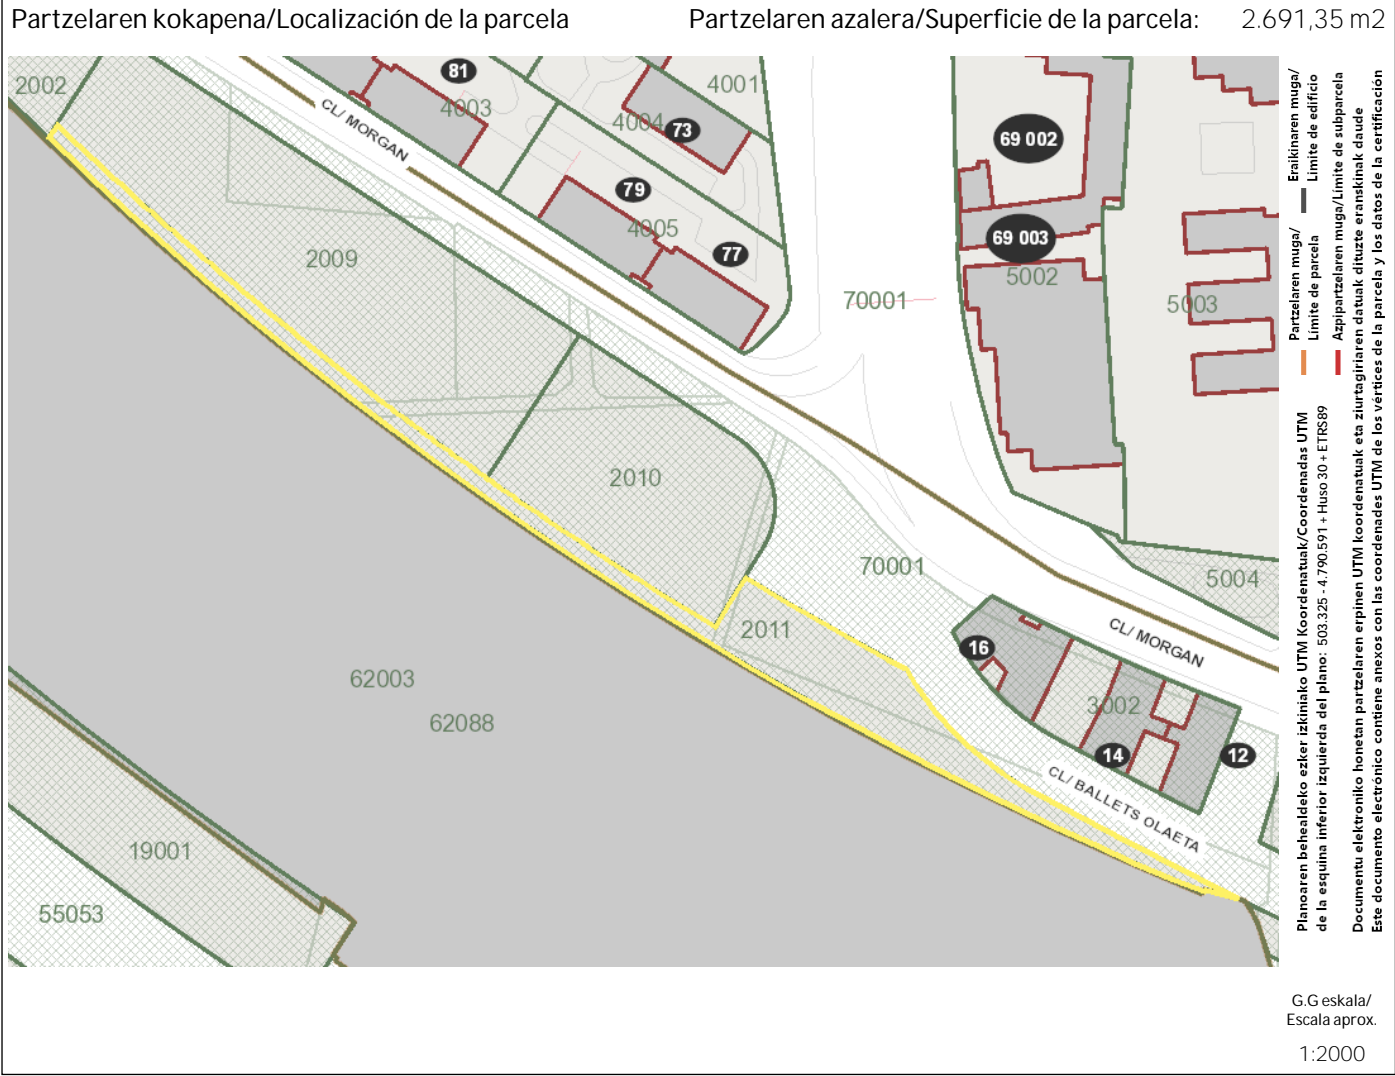 Partzelaren kokapena/Localización de la parcela
Partzelaren azalera/Superficie de la parcela: 2.691,35 m2
2002
81
4003
4004
73
4001
CL/ MORGAN
69 002
79
4005
77
69 003
5002
2009
70001
5003
2010
70001
5004
2011
CL/ MORGAN
16
3002
14
12
62003
62088
CL/ BALLETS OLAETA
19001
55053
Partzelaren muga/
Límite de parcela
Eraikinaren muga/
Límite de edificio
Azpipartzelaren muga/Límite de subparcela
Planoaren behealdeko ezker izkiniako UTM Koordenatuak/Coordenadas UTM
de la esquina inferior izquierda del plano: 503.325 - 4.790.591 + Huso 30 + ETRS89
Documentu elektroniko honetan partzelaren erpinen UTM koordenatuak eta ziurtagiriaren datuak dituzte eranskinak daude
Este documento electrónico contiene anexos con las coordenades UTM de los vértices de la parcela y los datos de la certificación
G.G eskala/
Escala aprox.
1:2000